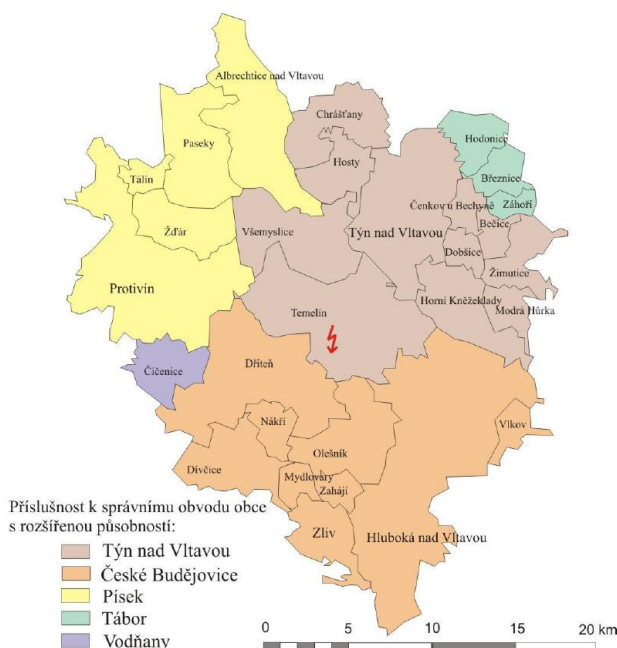 Albrechtice nad Vltavou
Chrášťany
Hodonice
Paseky
Hosty
Březnice
Tálín
Čenkov u Bechyně
Záhoří
Bečice
Žďár
Všemyslice
Týn nad Vltavou
Dobšice
Žimutice
Protivín
Temelín
Horní Kněžeklady
Modrá Hůrka
Číčenice
Dříteň
Nákří
Vlkov
Olešník
Dívčice
Mydlovary
Zahájí
Zliv
Hluboká nad Vltavou
Příslušnost k správnímu obvodu obce
s rozšířenou působností:
Týn nad Vltavou
České Budějovice
Písek
Tábor
Vodňany
0 5 10 15 20 km